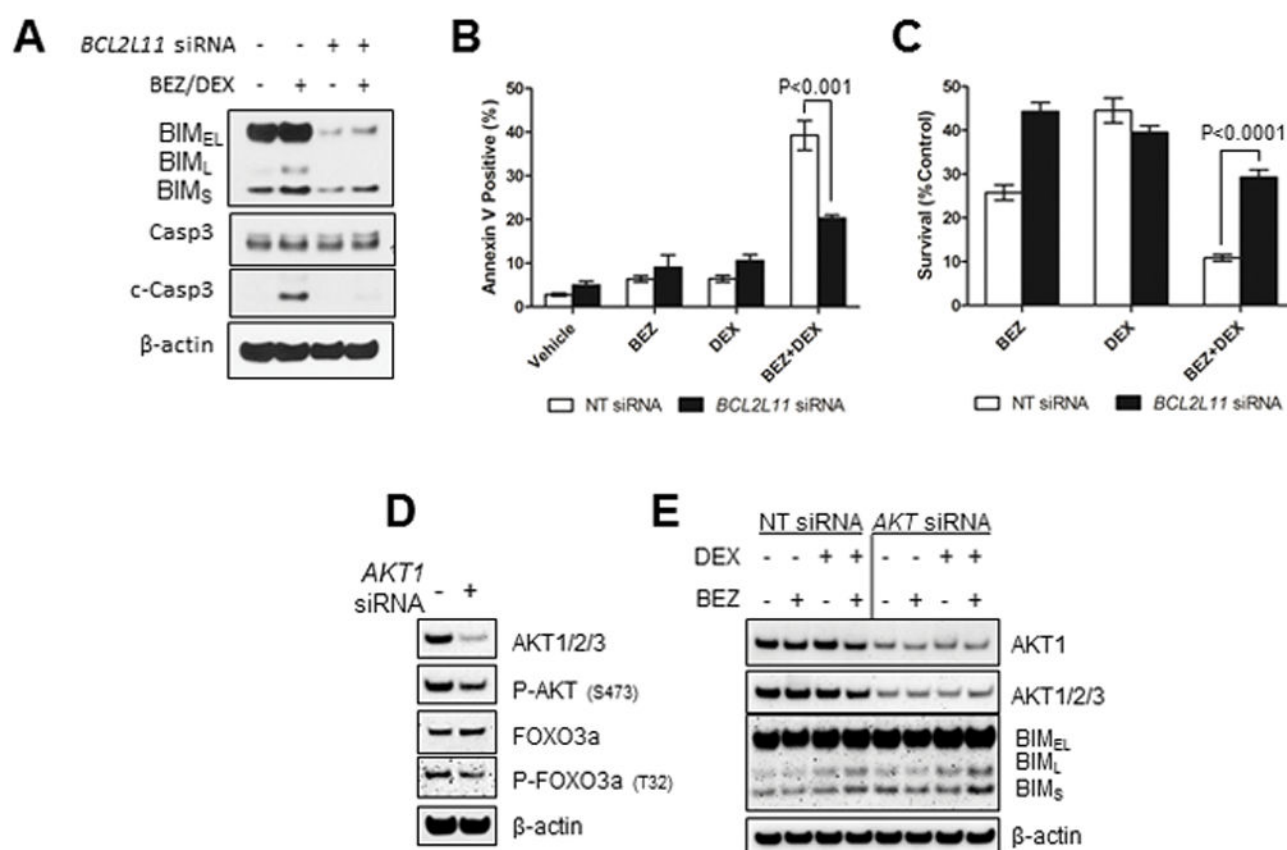 A
BCL2L11 siRNA - - + +
BEZ/DEX - + - +
BIMEL
BIML
BIMS
Casp3
c-Casp3
β-actin
B
Annexin V Positive (%)
50
40
30
20
10
0
P<0.001
Vehicle
BEZ
DEX
BEZ+DEX
NT siRNA
BCL2L11 siRNA
C
Survival (%Control)
50
40
30
20
10
0
P<0.0001
BEZ
DEX
BEZ+DEX
NT siRNA
BCL2L11 siRNA
D
AKT1
siRNA - +
AKT1/2/3
P-AKT (S473)
FOXO3a
P-FOXO3a (T32)
β-actin
E
NT siRNA AKT siRNA
DEX - - + + - - + +
BEZ - + - + - + - +
AKT1
AKT1/2/3
BIMEL
BIML
BIMS
β-actin